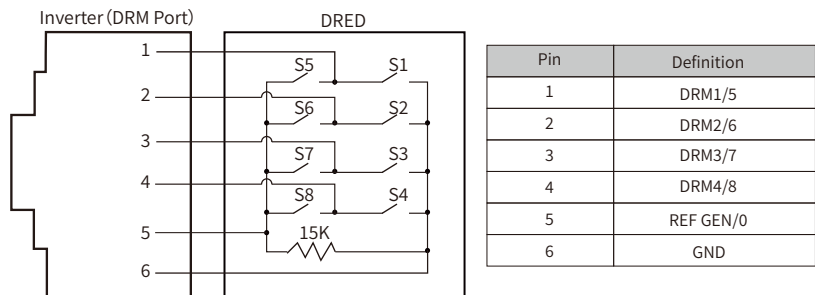 Inverter (DRM Port)
DRED
1
S5
S1
2
S6
S2
3
S7
S3
4
S8
S4
5
15K
6
Pin Definition
1 DRM1/5
2 DRM2/6
3 DRM3/7
4 DRM4/8
5 REF GEN/0
6 GND